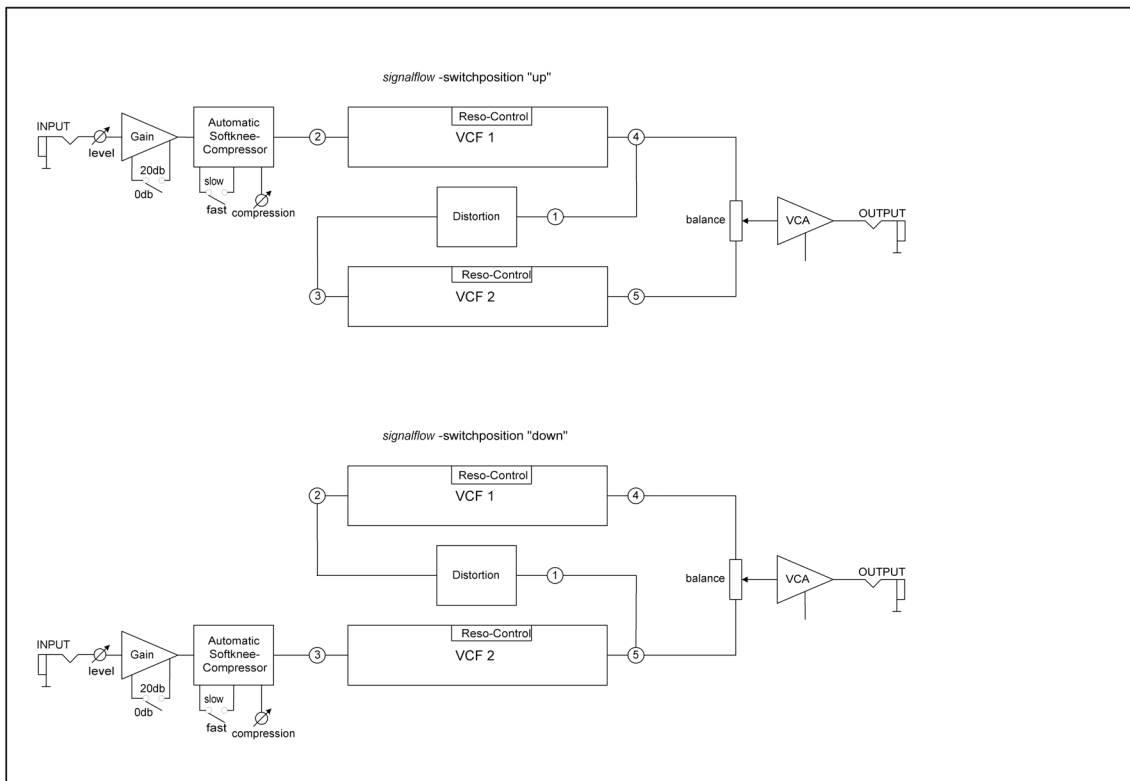 signalflow -switchposition "up"
Reso-Control
VCF 1
INPUT
level
Gain
20db
0db
Automatic
Softknee-
Compressor
slow
fast
compression
2
4
Distortion
1
balance
VCA
OUTPUT
Reso-Control
VCF 2
3
5
signalflow -switchposition "down"
Reso-Control
VCF 1
2
4
Distortion
1
balance
VCA
OUTPUT
INPUT
level
Gain
20db
0db
Automatic
Softknee-
Compressor
slow
fast
compression
3
Reso-Control
VCF 2
5